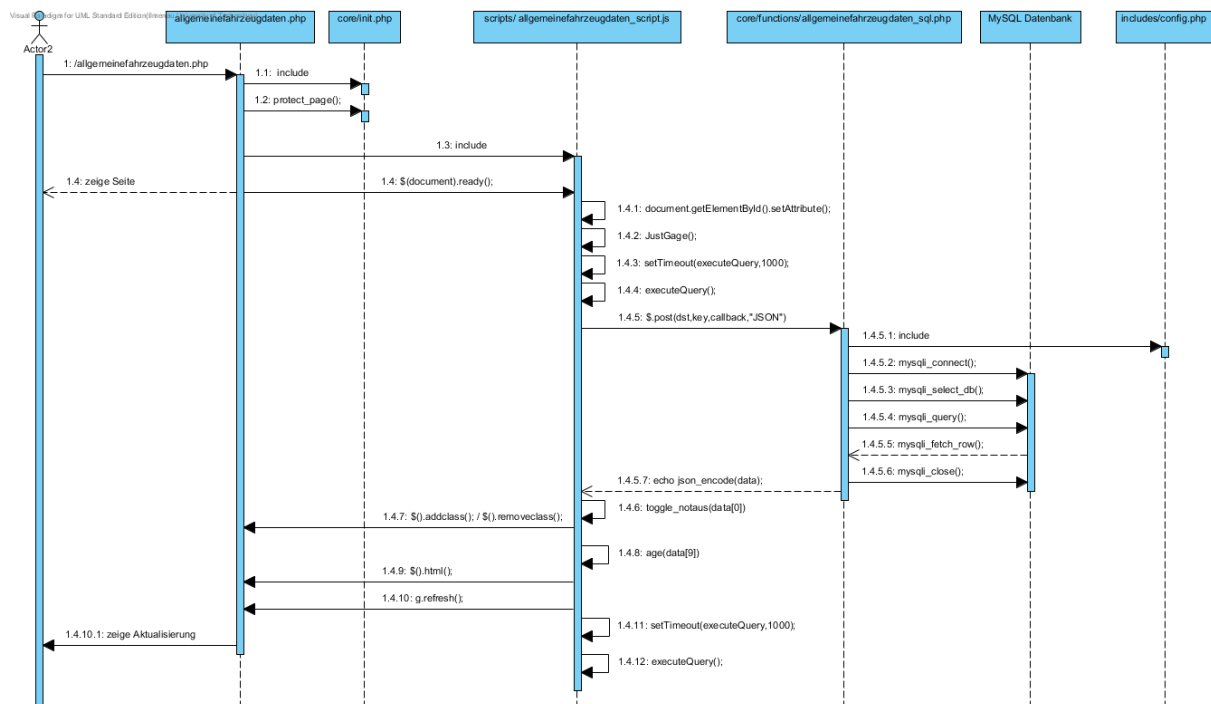 Visual Paradigm for UML Standard Edition(Ilmenau
allgemeinefahrzeugdaten.php
core/init.php
scripts/ allgemeinefahrzeugdaten_script.js
core/functions/allgemeinefahrzeugdaten_sql.php
MySQL Datenbank
includes/config.php
Actor2
1: /allgemeinefahrzeugdaten.php
1.1: include
1.2: protect_page();
1.3: include
1.4: zeige Seite
1.4: $(document).ready();
1.4.1: document.getElementById().setAttribute();
1.4.2: JustGage();
1.4.3: setTimeout(executeQuery,1000);
1.4.4: executeQuery();
1.4.5: $.post(dst,key,callback,"JSON")
1.4.5.1: include
1.4.5.2: mysqli_connect();
1.4.5.3: mysqli_select_db();
1.4.5.4: mysqli_query();
1.4.5.5: mysqli_fetch_row();
1.4.5.6: mysqli_close();
1.4.5.7: echo json_encode(data);
1.4.6: toggle_notaus(data[0])
1.4.7: $().addclass(); / $().removeclass();
1.4.8: age(data[9])
1.4.9: $().html();
1.4.10: g.refresh();
1.4.11: setTimeout(executeQuery,1000);
1.4.10.1: zeige Aktualisierung
1.4.12: executeQuery();